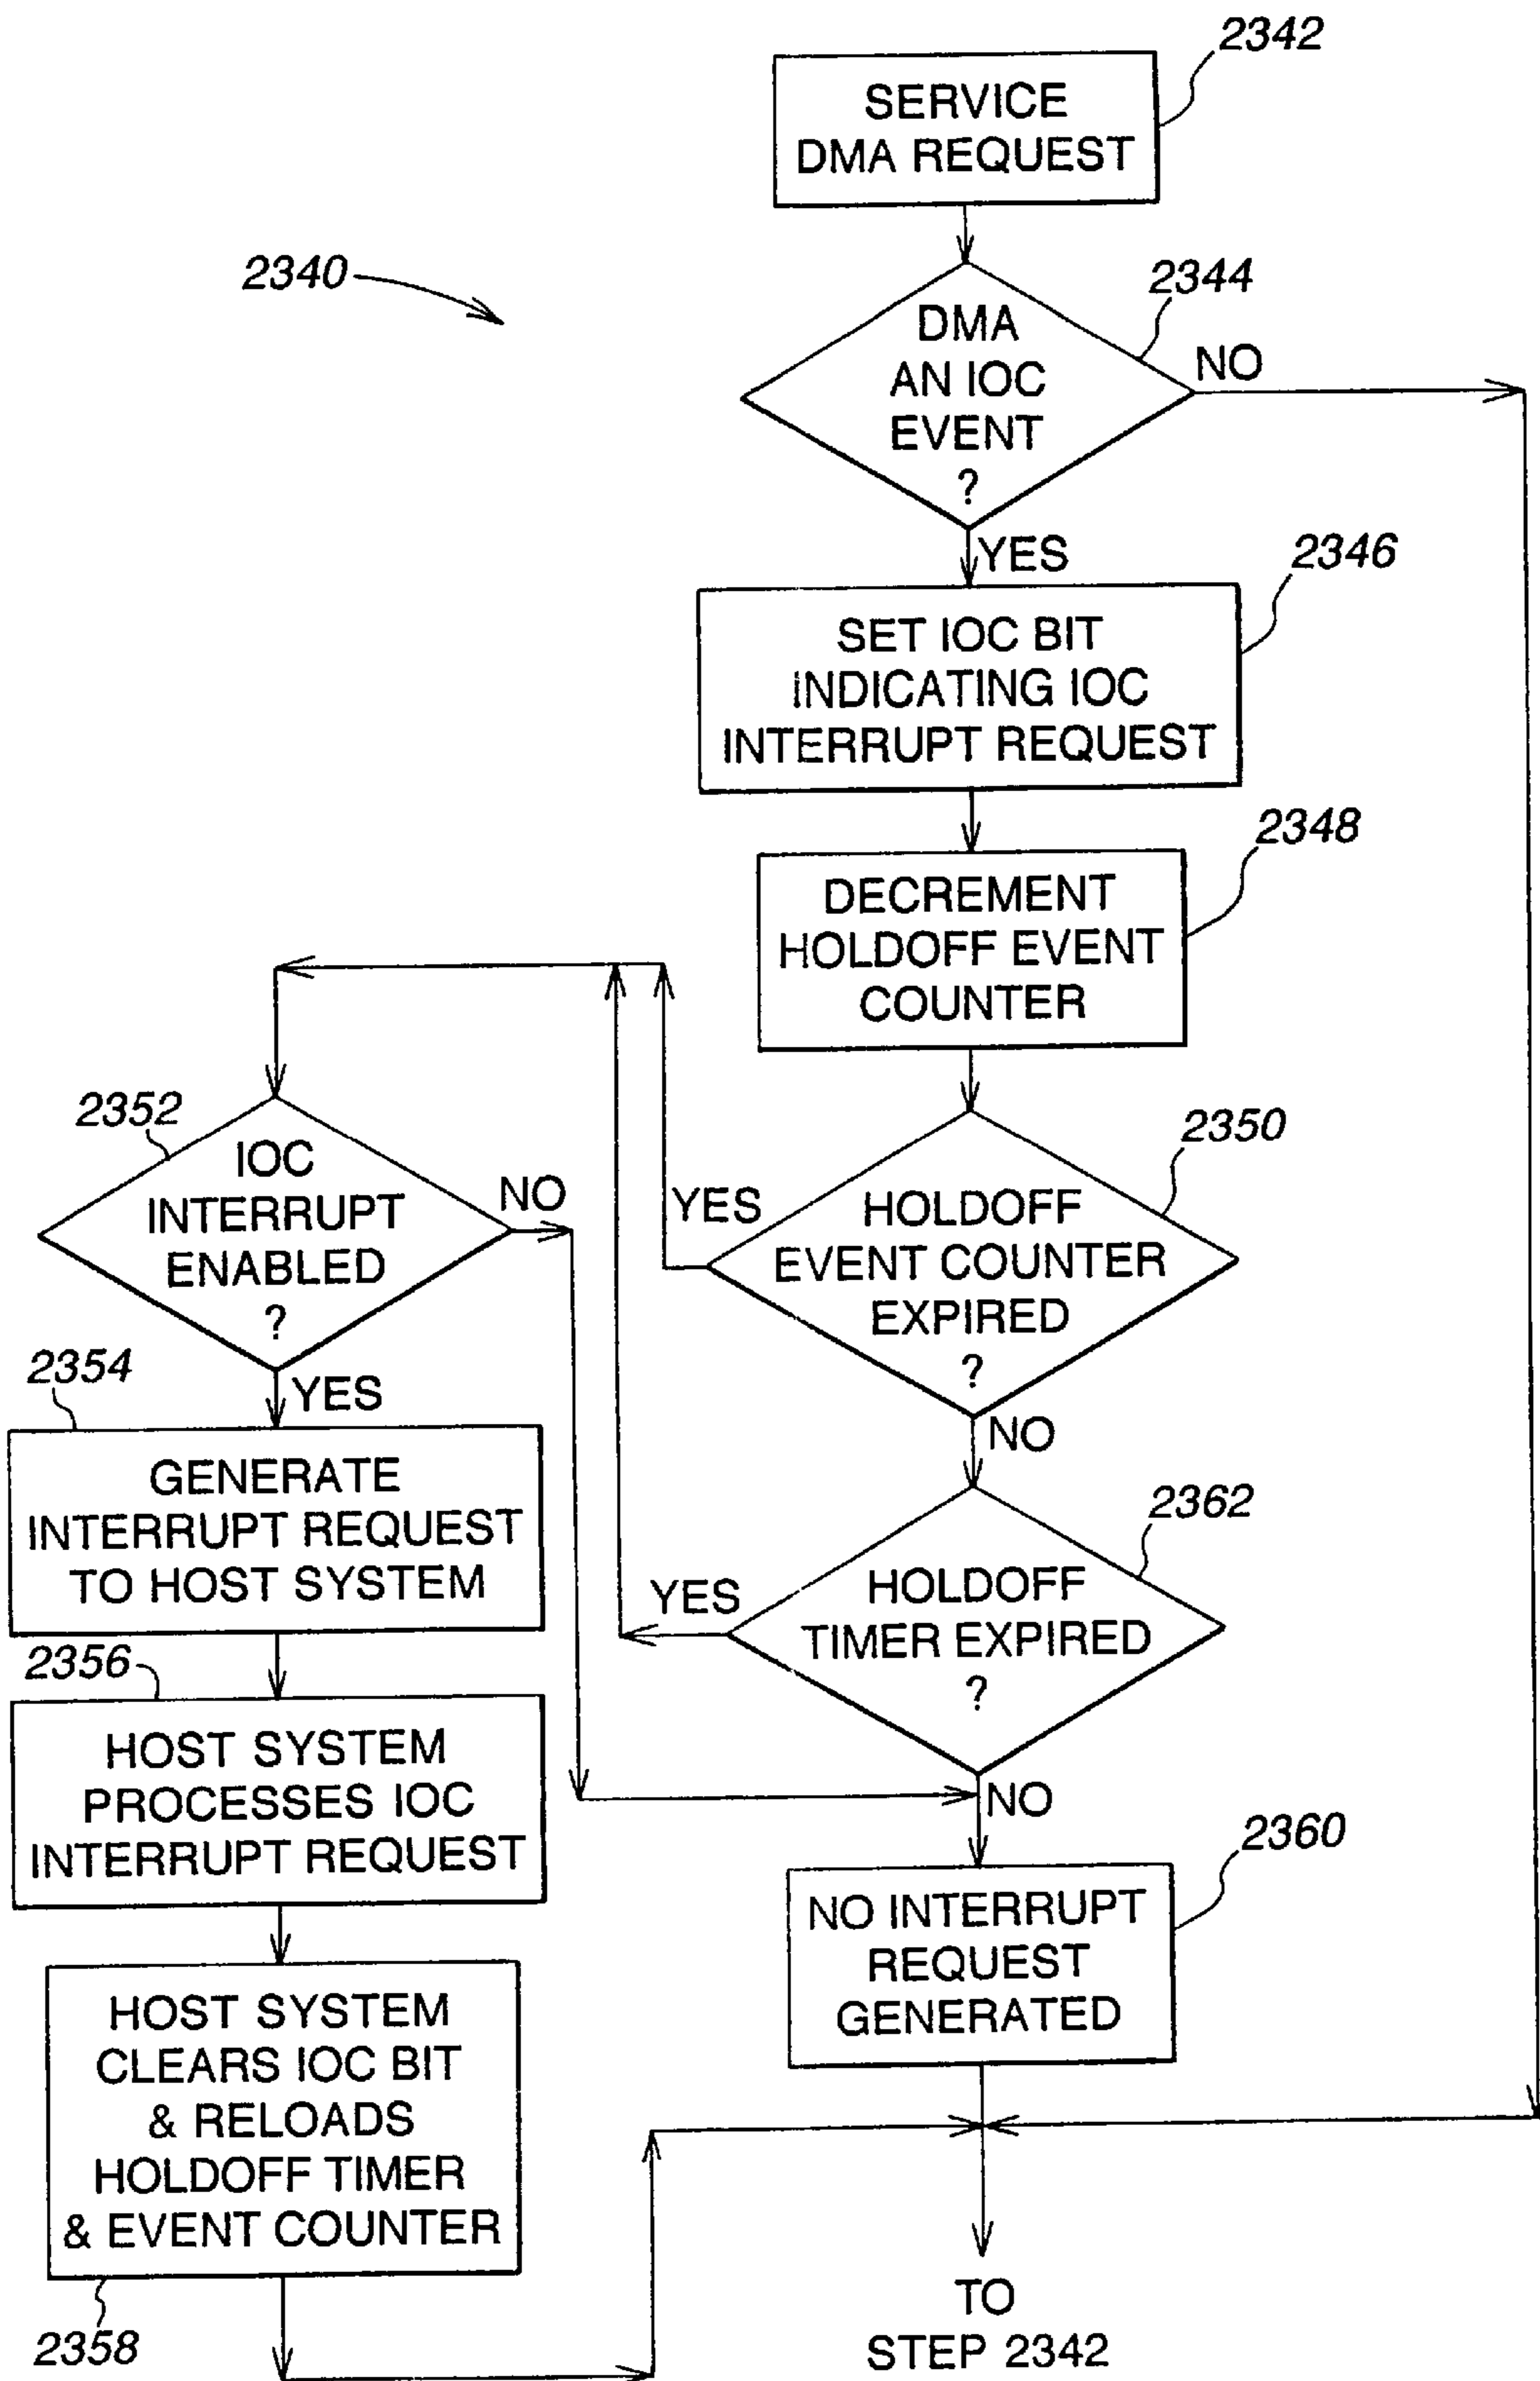 2342
SERVICE
DMA REQUEST
2340
2344
DMA
AN IOC
EVENT
?
NO
YES
2346
SET IOC BIT
INDICATING IOC
INTERRUPT REQUEST
2348
DECREMENT
HOLDOFF EVENT
COUNTER
2350
HOLDOFF
EVENT COUNTER
EXPIRED
?
YES
NO
2352
IOC
INTERRUPT
ENABLED
?
NO
YES
2354
GENERATE
INTERRUPT REQUEST
TO HOST SYSTEM
2356
HOST SYSTEM
PROCESSES IOC
INTERRUPT REQUEST
HOST SYSTEM
CLEARS IOC BIT
& RELOADS
HOLDOFF TIMER
& EVENT COUNTER
2358
2362
HOLDOFF
TIMER EXPIRED
?
YES
NO
2360
NO INTERRUPT
REQUEST
GENERATED
TO
STEP 2342